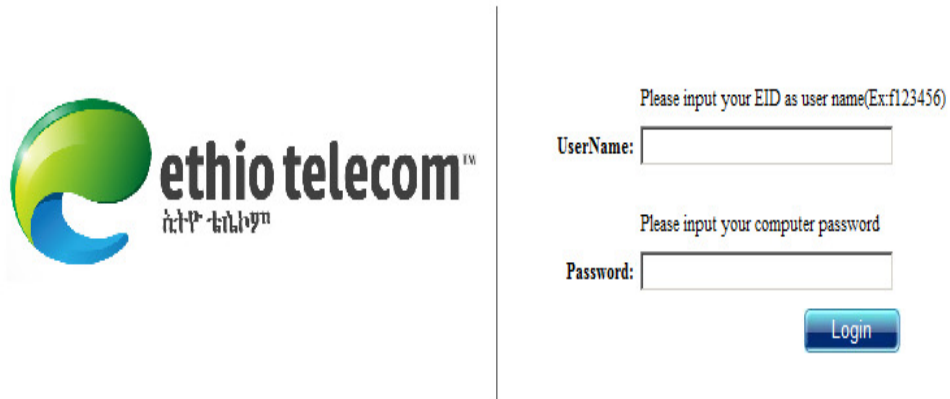 ethio telecom™
ኢትዮ ቴሌኮም
Please input your EID as user name(Ex:f123456)
UserName:
Please input your computer password
Password:
Login